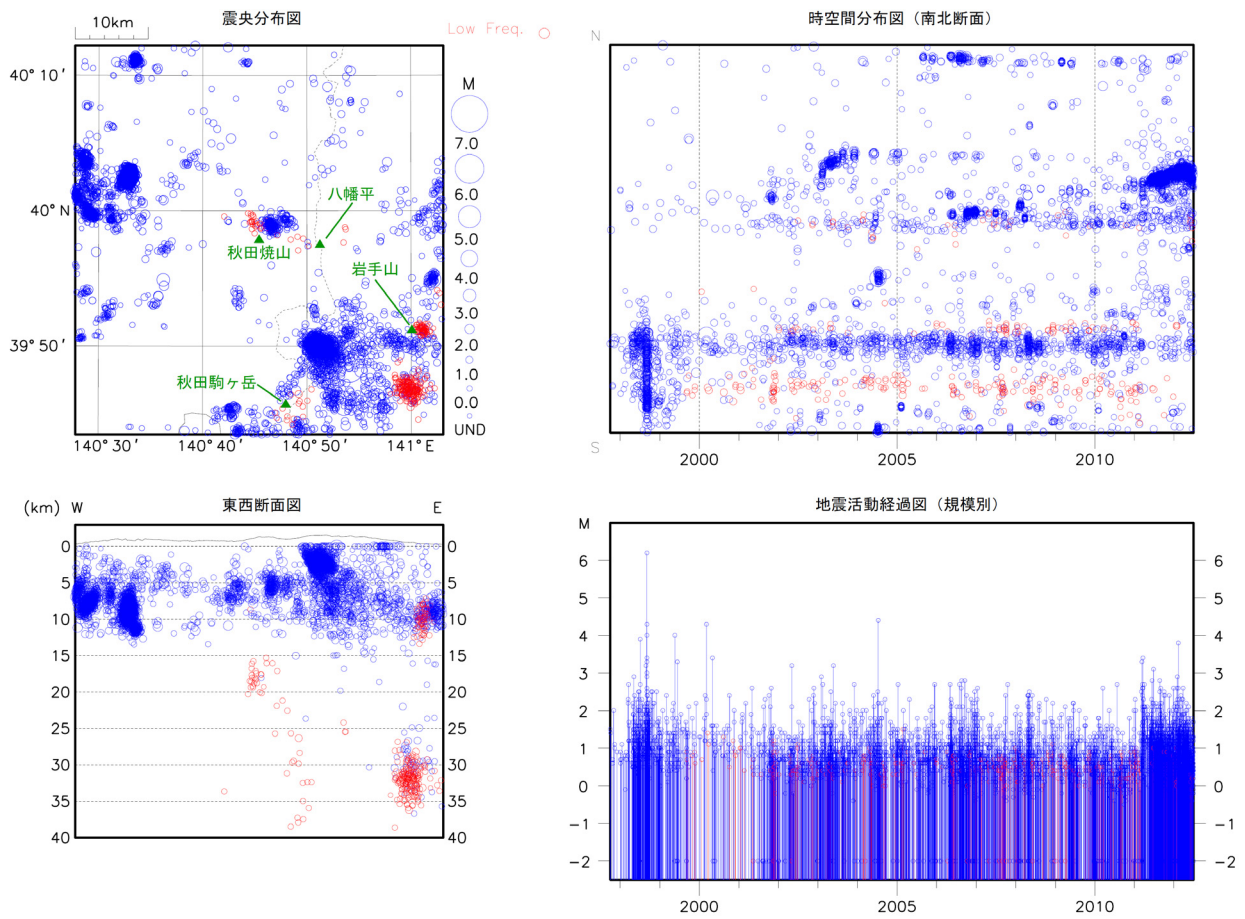 震央分布図
10km
Low Freq.
40° 10′
40° N
39° 50′
140° 30′
140° 40′
140° 50′
141° E
八幡平
秋田焼山
岩手山
秋田駒ヶ岳
M
7.0
6.0
5.0
4.0
3.0
2.0
1.0
0.0
UND
時空間分布図（南北断面）
N
S
2000
2005
2010
東西断面図
(km) W
E
0
5
10
15
20
25
30
35
40
0
5
10
15
20
25
30
35
40
地震活動経過図（規模別）
M
6
5
4
3
2
1
0
−1
−2
6
5
4
3
2
1
0
−1
−2
2000
2005
2010